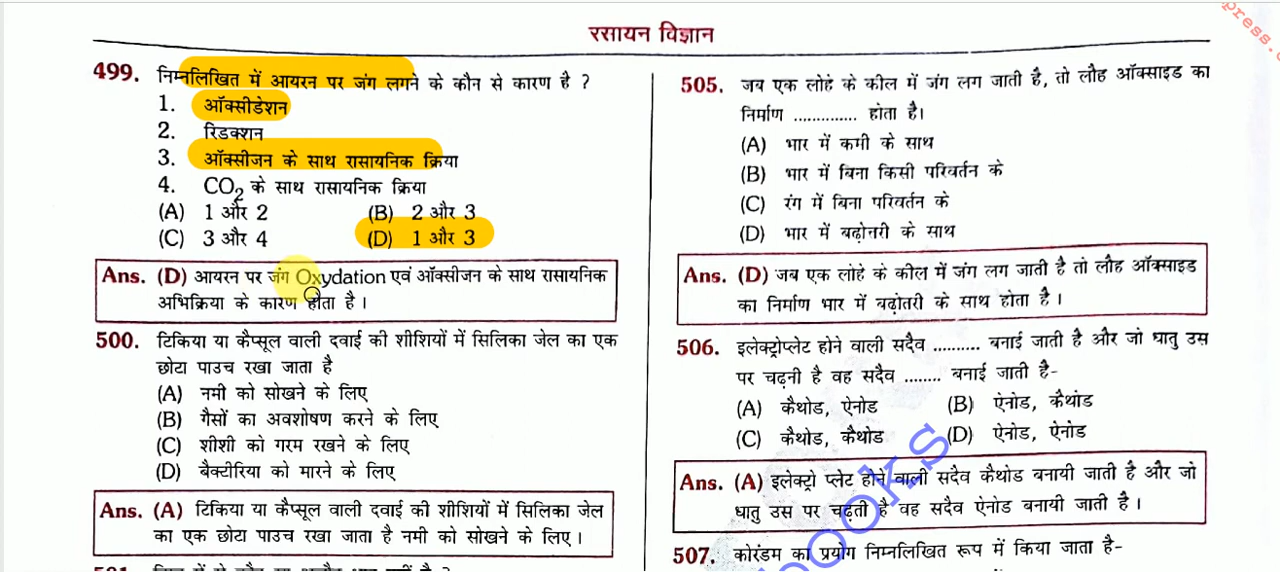 रसायन विज्ञान
press.
499. निम्नलिखित में आयरन पर जंग लगने के कौन से कारण है ?
1. ऑक्सीडेशन
2. रिडक्शन
3. ऑक्सीजन के साथ रासायनिक क्रिया
4. CO2 के साथ रासायनिक क्रिया
(A) 1 और 2 (B) 2 और 3
(C) 3 और 4 (D) 1 और 3
Ans. (D) आयरन पर जंग Oxydation एवं ऑक्सीजन के साथ रासायनिक
अभिक्रिया के कारण होता है।
500. टिकिया या कैप्सूल वाली दवाई की शीशियों में सिलिका जेल का एक
छोटा पाउच रखा जाता है
(A) नमी को सोखने के लिए
(B) गैसों का अवशोषण करने के लिए
(C) शीशी को गरम रखने के लिए
(D) बैक्टीरिया को मारने के लिए
Ans. (A) टिकिया या कैप्सूल वाली दवाई की शीशियों में सिलिका जेल
का एक छोटा पाउच रखा जाता है नमी को सोखने के लिए।
505. जब एक लोहे के कील में जंग लग जाती है, तो लौह ऑक्साइड का
निर्माण .............. होता है।
(A) भार में कमी के साथ
(B) भार में बिना किसी परिवर्तन के
(C) रंग में बिना परिवर्तन के
(D) भार में बढ़ोनरी के साथ
Ans. (D) जब एक लोहे के कील में जंग लग जाती है तो लौह ऑक्साइड
का निर्माण भार में बढ़ोतरी के साथ होता है।
506. इलेक्ट्रोप्लेट होने वाली सदैव .......... बनाई जाती है और जो धातु उस
पर चढ़नी है वह सदैव ........ बनाई जाती है-
(A) कैथोड, ऐनोड (B) ऐनोड, कैथोड
(C) कैथोड, कैथोड (D) ऐनोड, ऐनोड
Ans. (A) इलेक्ट्रो प्लेट होने वाली सदैव कैथोड बनायी जाती है और जो
धातु उस पर चढ़ती है वह सदैव ऐनोड बनायी जाती है।
507. कोरंडम का प्रयोग निम्नलिखित रूप में किया जाता है-
books